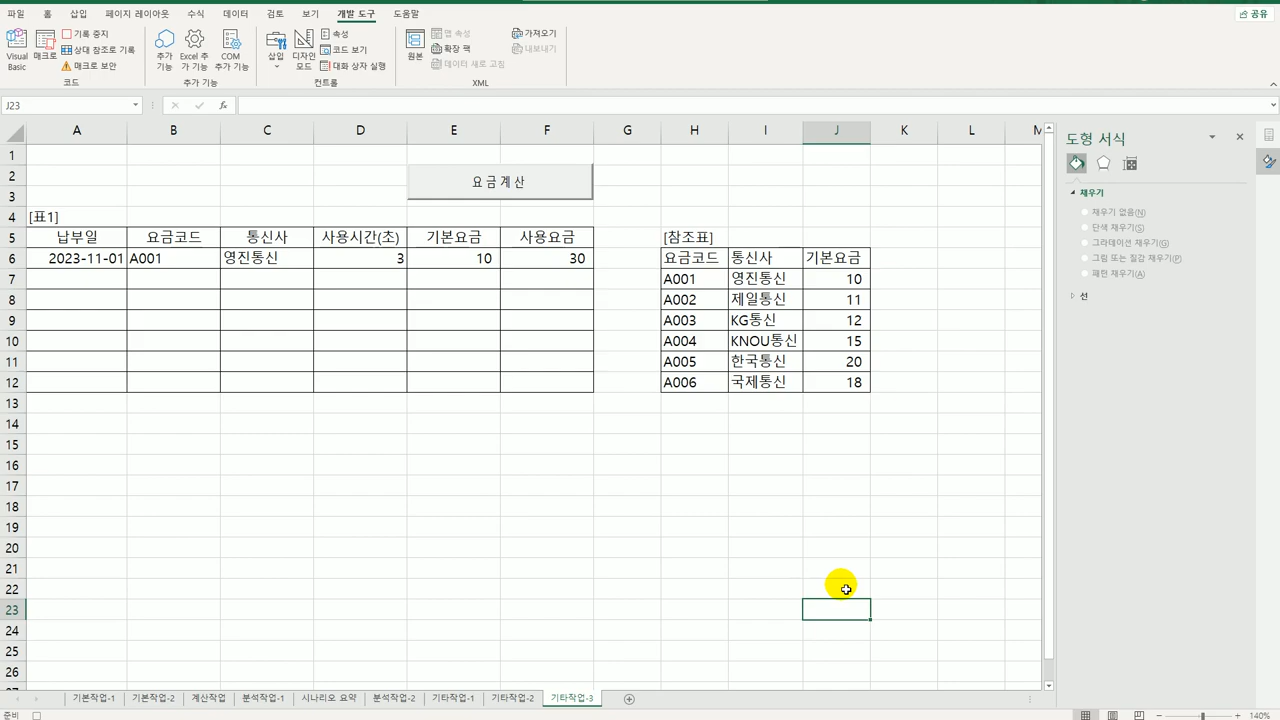 파일 홈 삽입 페이지 레이아웃 수식 데이터 검토 보기 개발 도구 도움말 공유
Visual Basic
매크로
기록 중지
상대 참조로 기록
매크로 보안
코드
추가 기능
Excel 추가 기능
COM 추가 기능
추가 기능
삽입
디자인 모드
속성
코드 보기
대화 상자 실행
컨트롤
원본
맵 속성
확장 팩
데이터 새로 고침
가져오기
내보내기
XML
J23 fx
A B C D E F G H I J K L M
1
2 요금계산
3
4 [표1]
5 납부일 요금코드 통신사 사용시간(초) 기본요금 사용요금 [참조표]
6 2023-11-01 A001 영진통신 3 10 30 요금코드 통신사 기본요금
7 A001 영진통신 10
8 A002 제일통신 11
9 A003 KG통신 12
10 A004 KNOU통신 15
11 A005 한국통신 20
12 A006 국제통신 18
13
14
15
16
17
18
19
20
21
22
23
24
25
26
도형 서식
채우기
채우기 없음(N)
단색 채우기(S)
그라데이션 채우기(G)
그림 또는 질감 채우기(P)
패턴 채우기(A)
선
기본작업-1 기본작업-2 계산작업 분석작업-1 시나리오 요약 분석작업-2 기타작업-1 기타작업-2 기타작업-3
준비 140%